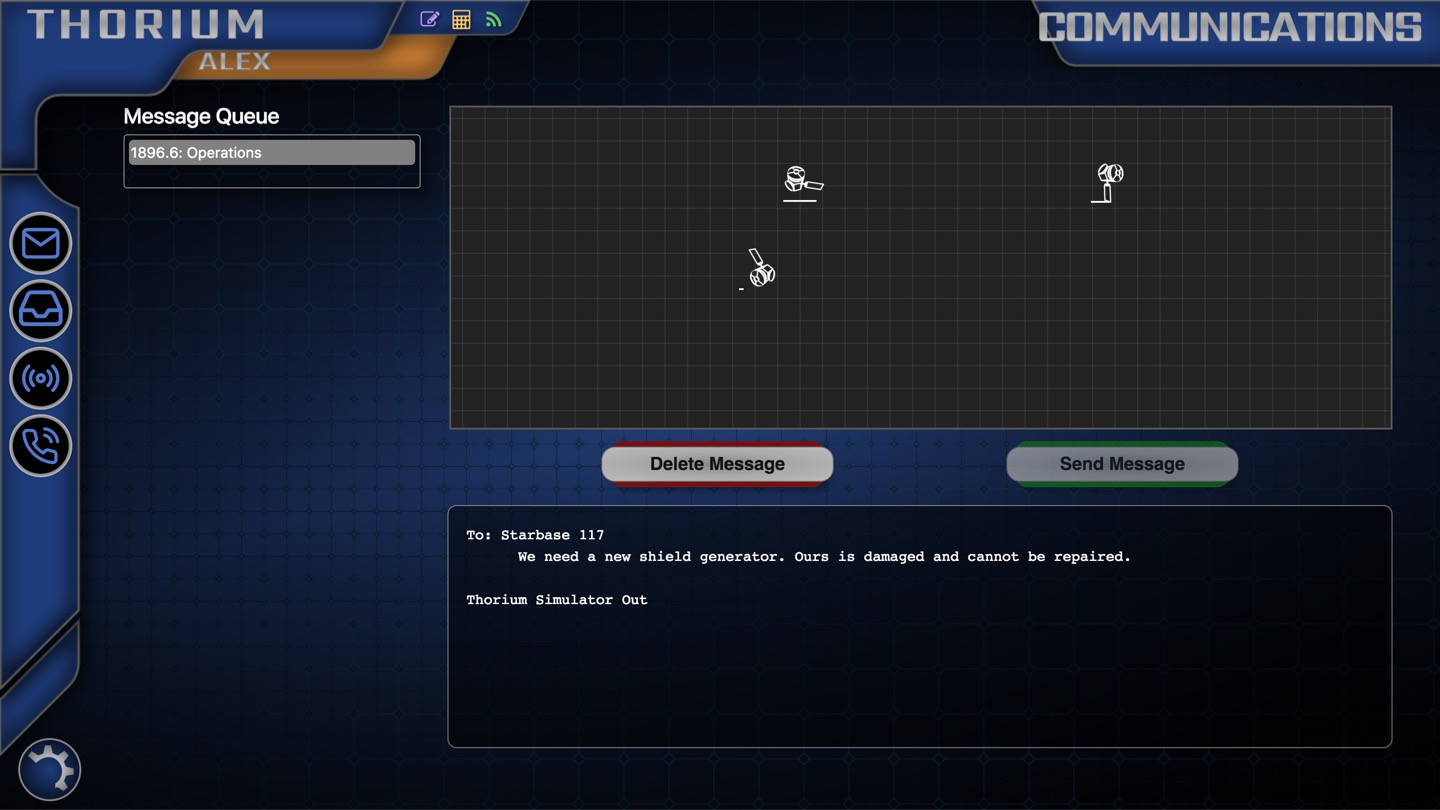 THORIUM
ALEX
COMMUNICATIONS
Message Queue
1896.6: Operations
Delete Message
Send Message
To: Starbase 117
We need a new shield generator. Ours is damaged and cannot be repaired.
Thorium Simulator Out